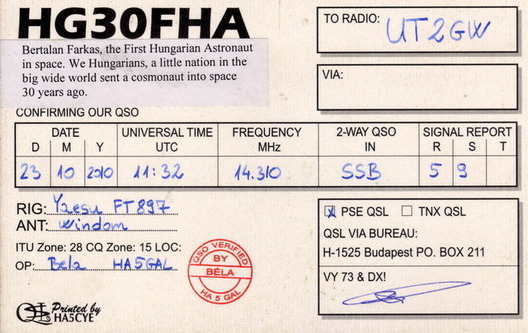 HG30FHA
Bertalan Farkas, the First Hungarian Astronaut
in space. We Hungarians, a little nation in the
big wide world sent a cosmonaut into space
30 years ago.
TO RADIO: UT2GW
VIA:
CONFIRMING OUR QSO
DATE UNIVERSAL TIME FREQUENCY 2-WAY QSO SIGNAL REPORT
D M Y UTC MHz IN R S T
23 10 2010 11:32 14.310 SSB 5 9
RIG: Yaesu FT897
ANT: Windom
ITU Zone: 28 CQ Zone: 15 LOC:
OP: Béla HA5GAL
QSO VERIFIED
BY
BÉLA
HA 5 GAL
X PSE QSL TNX QSL
QSL VIA BUREAU:
H-1525 Budapest PO. BOX 211
VY 73 & DX!
Printed by
HA5CYE